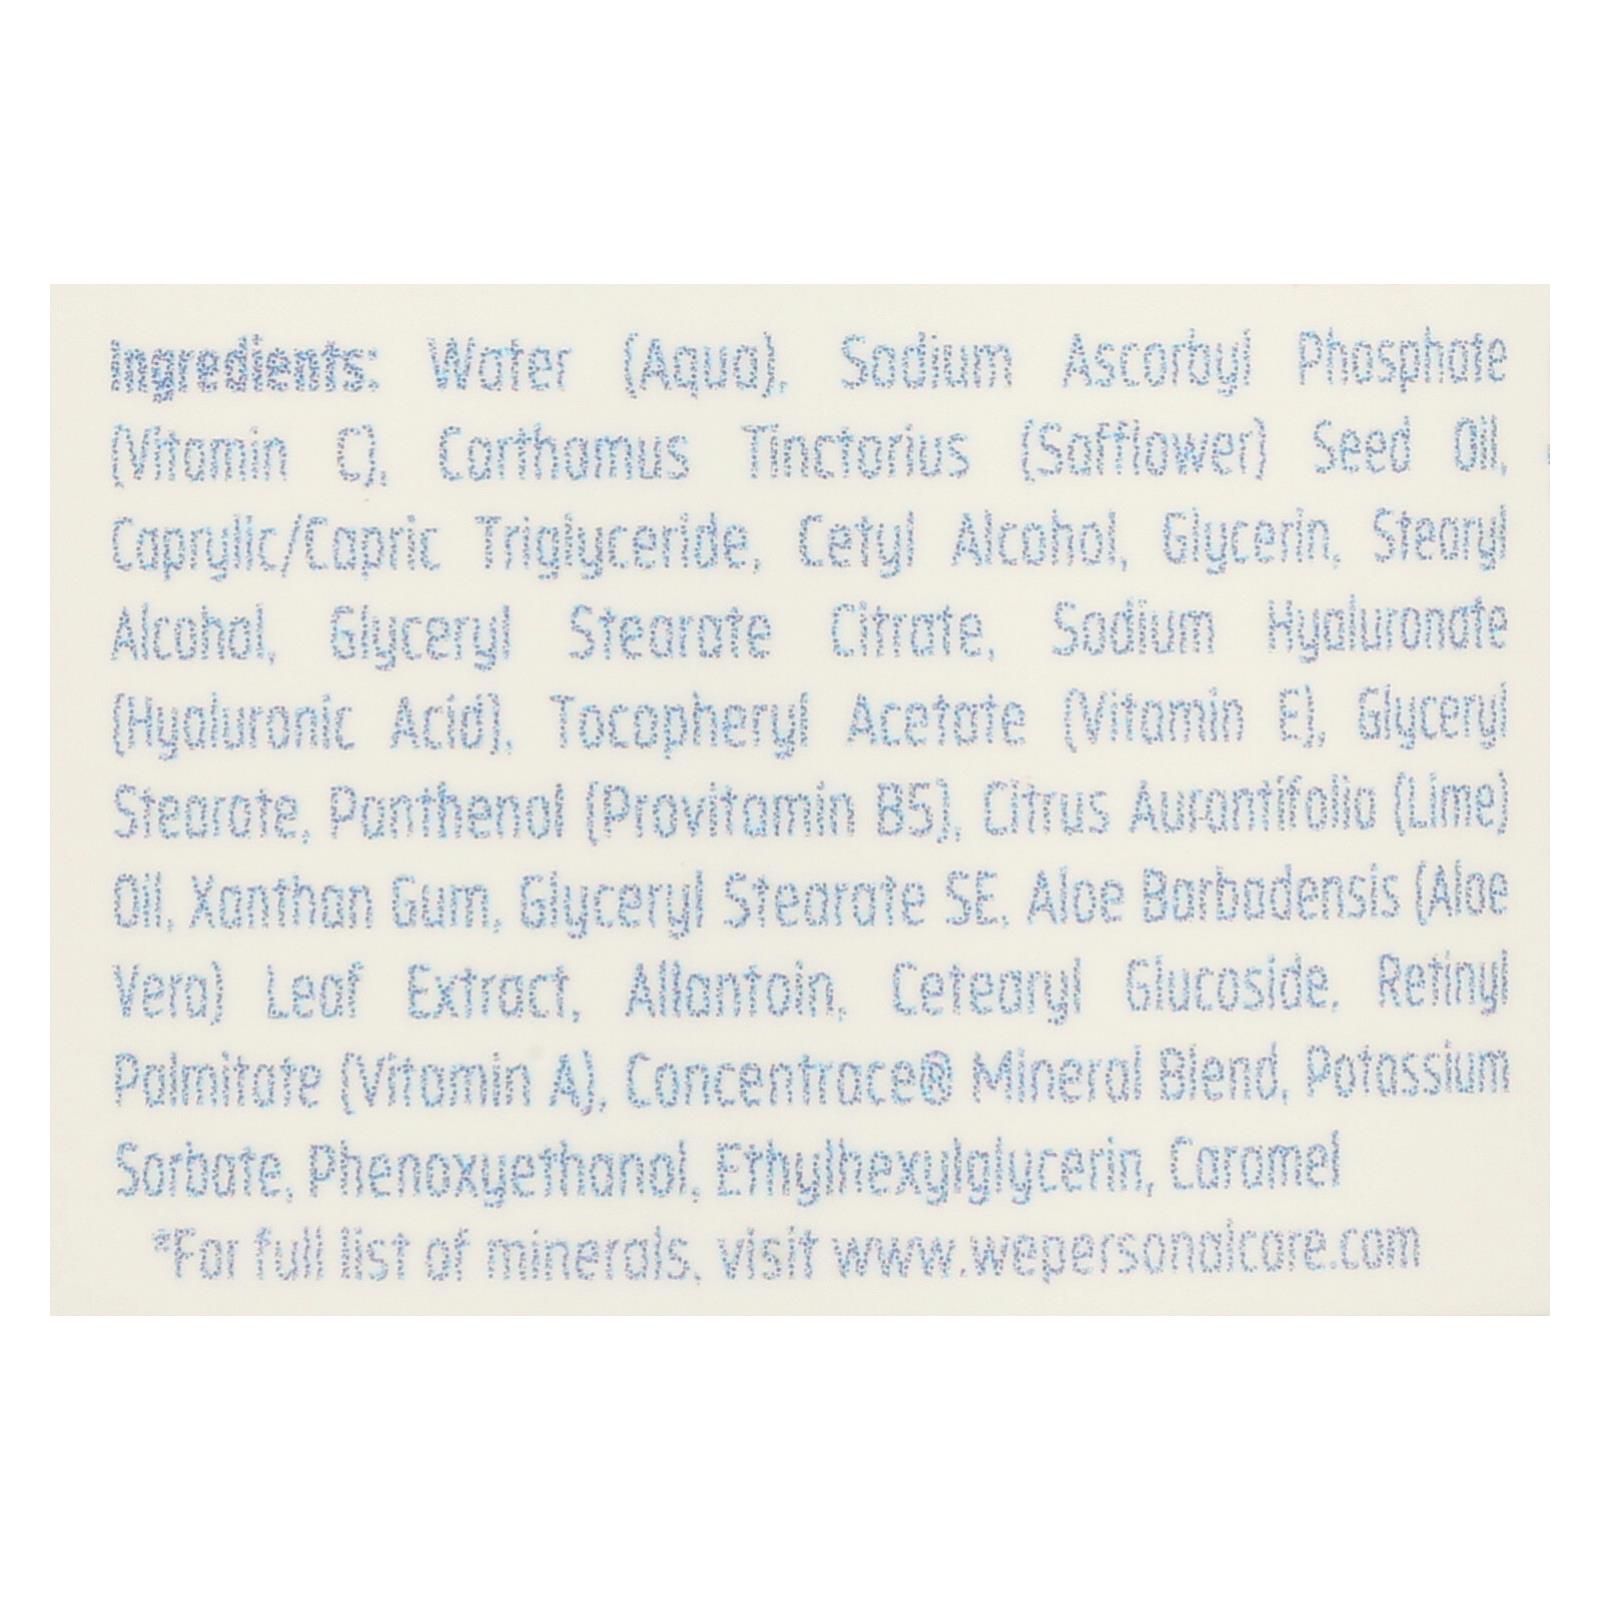 Ingredients: Water (Aqua), Sodium Ascorbyl Phosphate
(Vitamin C), Carthamus Tinctorius (Safflower) Seed Oil,
Caprylic/Capric Triglyceride, Cetyl Alcohol, Glycerin, Stearyl
Alcohol, Glyceryl Stearate Citrate, Sodium Hyaluronate
(Hyaluronic Acid), Tocopheryl Acetate (Vitamin E), Glyceryl
Stearate, Panthenol (Provitamin B5), Citrus Aurantifolia (Lime)
Oil, Xanthan Gum, Glyceryl Stearate SE, Aloe Barbadensis (Aloe
Vera) Leaf Extract, Allantoin, Cetearyl Glucoside, Retinyl
Palmitate (Vitamin A), Concentrace® Mineral Blend, Potassium
Sorbate, Phenoxyethanol, Ethylhexylglycerin, Caramel
*For full list of minerals, visit www.wepersonalcare.com